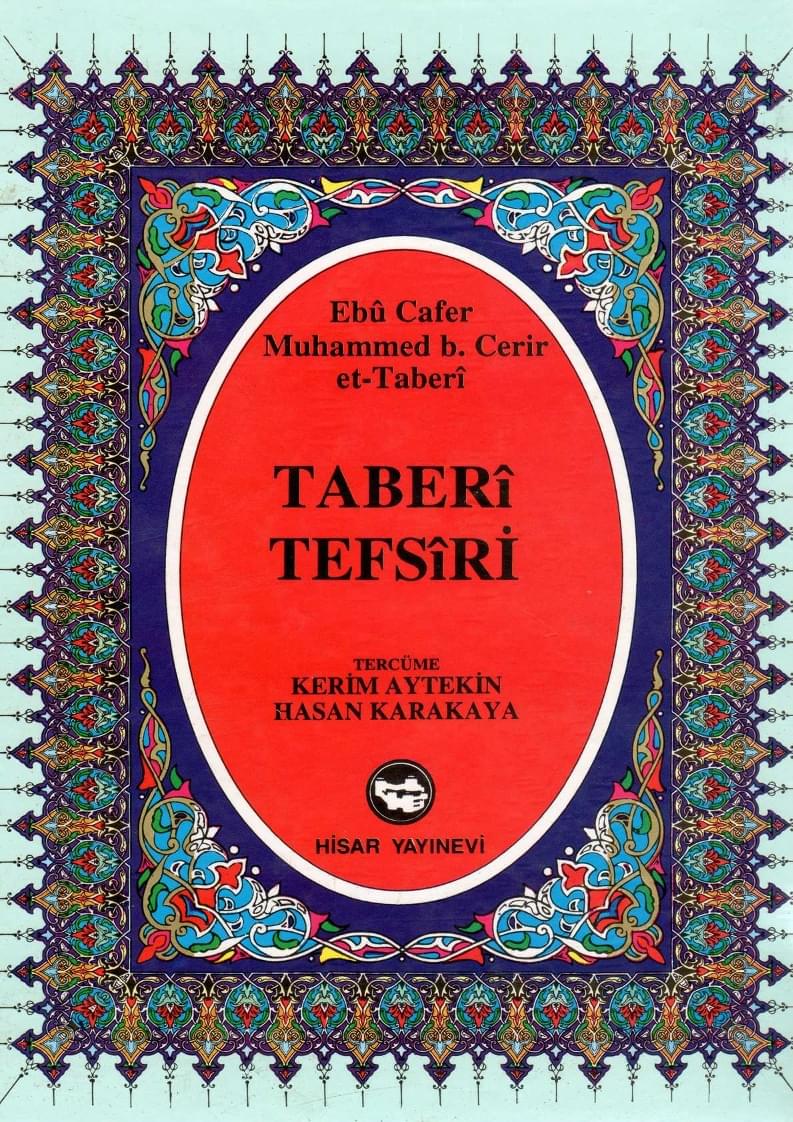 Ebû Cafer
Muhammed b. Cerir
et-Taberî
TABERî
TEFSîRİ
TERCÜME
KERİM AYTEKİN
HASAN KARAKAYA
HİSAR YAYINEVİ